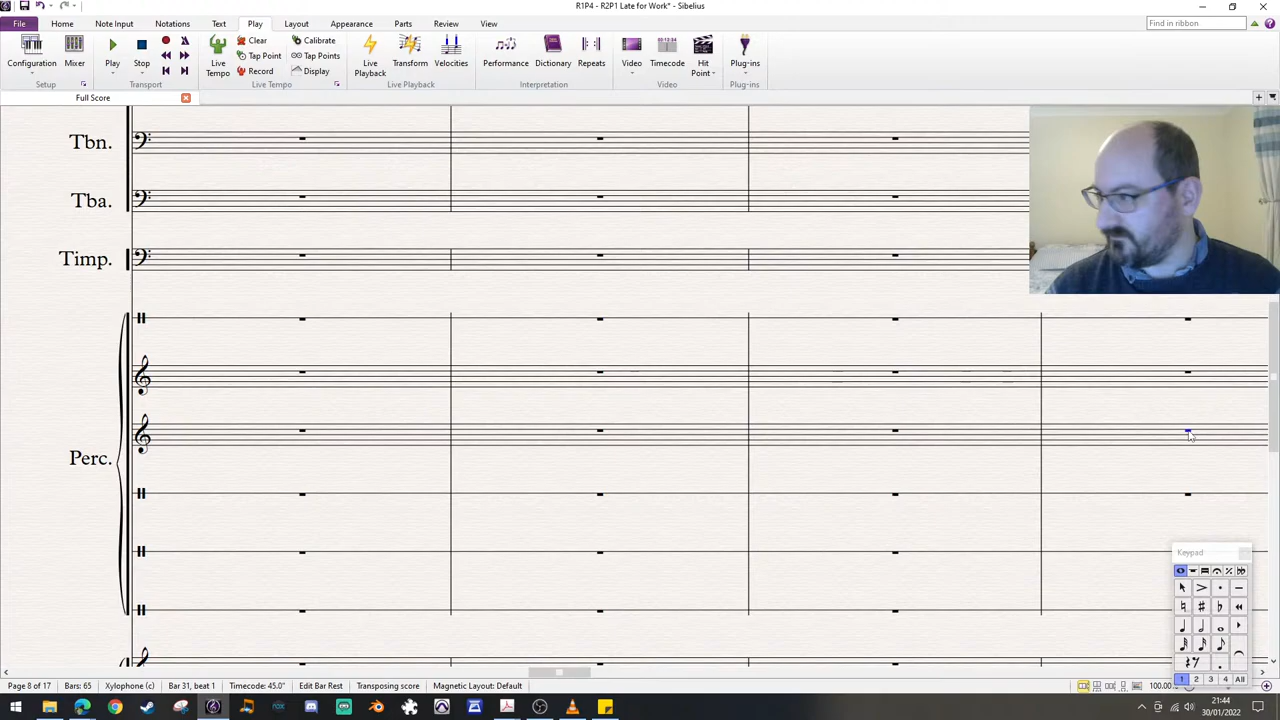 R1P4 - R2P1 Late for Work* - Sibelius
File Home Note Input Notations Text Play Layout Appearance Parts Review View Find in ribbon
Configuration Mixer Play Stop Live Tempo Clear Tap Point Record Calibrate Tap Points Display Live Playback Transform Velocities Performance Dictionary Repeats Video Timecode Hit Point Plug-ins
Setup Transport Live Tempo Live Playback Interpretation Video Plug-ins
Full Score
Tbn.
Tba.
Timp.
Perc.
Keypad
1 2 3 4 All
Page 8 of 17 Bars: 65 Xylophone (c) Bar 31, beat 1 Timecode: 45.0" Edit Bar Rest Transposing score Magnetic Layout: Default 100.00
21:44
30/01/2022